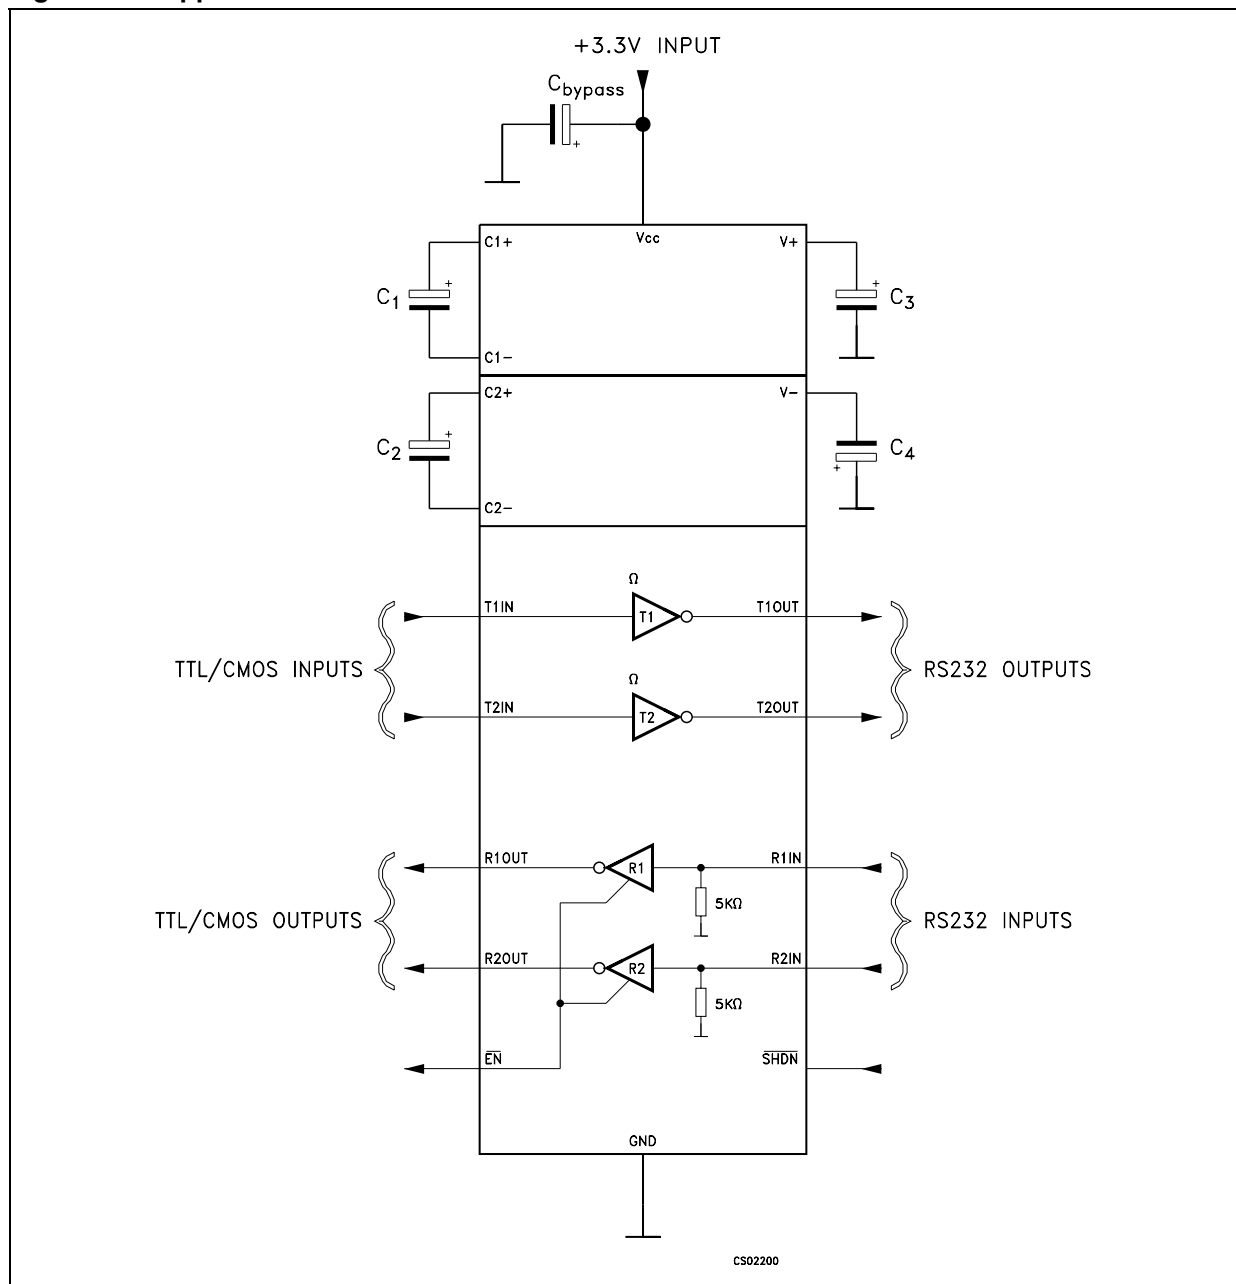 +3.3V INPUT
Cbypass
+
C1+
Vcc
V+
+
C1
+
C3
C1-
C2+
V-
+
C2
C4
+
C2-
Ω
T1IN
T1
T1OUT
TTL/CMOS INPUTS
RS232 OUTPUTS
Ω
T2IN
T2
T2OUT
R1OUT
R1
R1IN
5KΩ
TTL/CMOS OUTPUTS
RS232 INPUTS
R2OUT
R2
R2IN
5KΩ
EN
SHDN
GND
CS02200